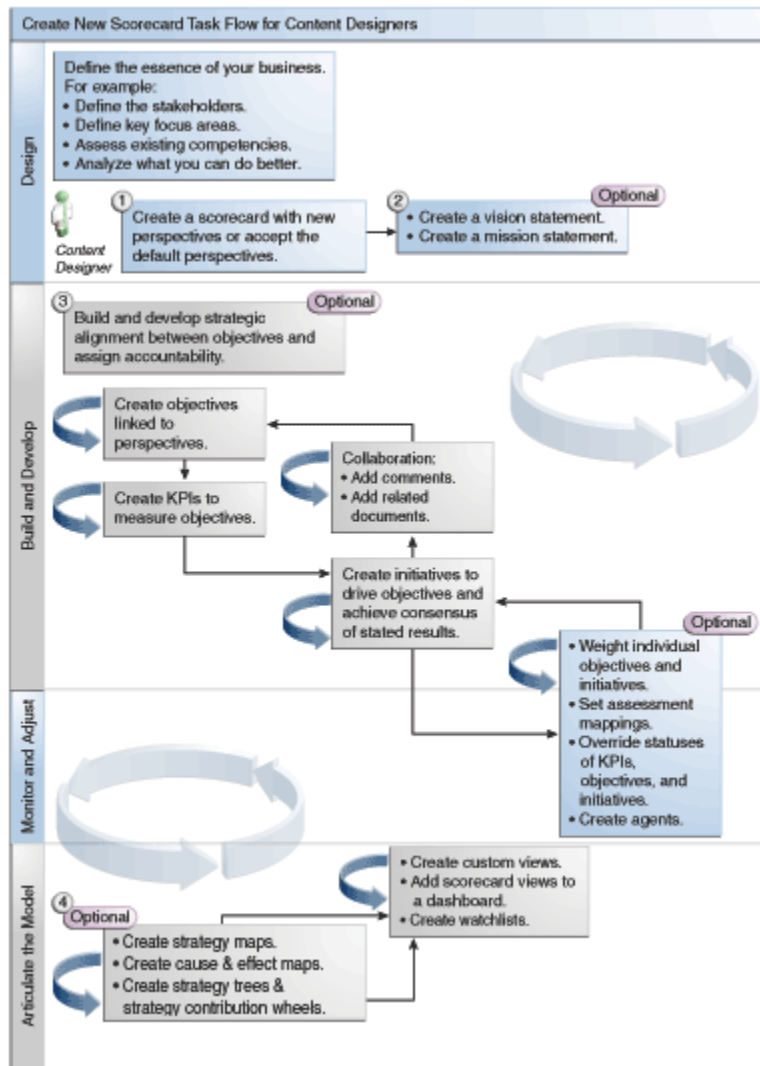 Create New Scorecard Task Flow for Content Designers
Design
Define the essence of your business.
For example:
• Define the stakeholders.
• Define key focus areas.
• Assess existing competencies.
• Analyze what you can do better.
Content
Designer
1
Create a scorecard with new
perspectives or accept the
default perspectives.
2
Optional
• Create a vision statement.
• Create a mission statement.
Build and Develop
3
Optional
Build and develop strategic
alignment between objectives and
assign accountability.
Create objectives
linked to
perspectives.
Collaboration:
• Add comments.
• Add related
documents.
Create KPIs to
measure objectives.
Create initiatives to
drive objectives and
achieve consensus
of stated results.
Optional
• Weight individual
objectives and
initiatives.
• Set assessment
mappings.
• Override statuses
of KPIs,
objectives, and
initiatives.
• Create agents.
Monitor and Adjust
Articulate the Model
• Create custom views.
• Add scorecard views to
a dashboard.
• Create watchlists.
4
Optional
• Create strategy maps.
• Create cause & effect maps.
• Create strategy trees &
strategy contribution wheels.